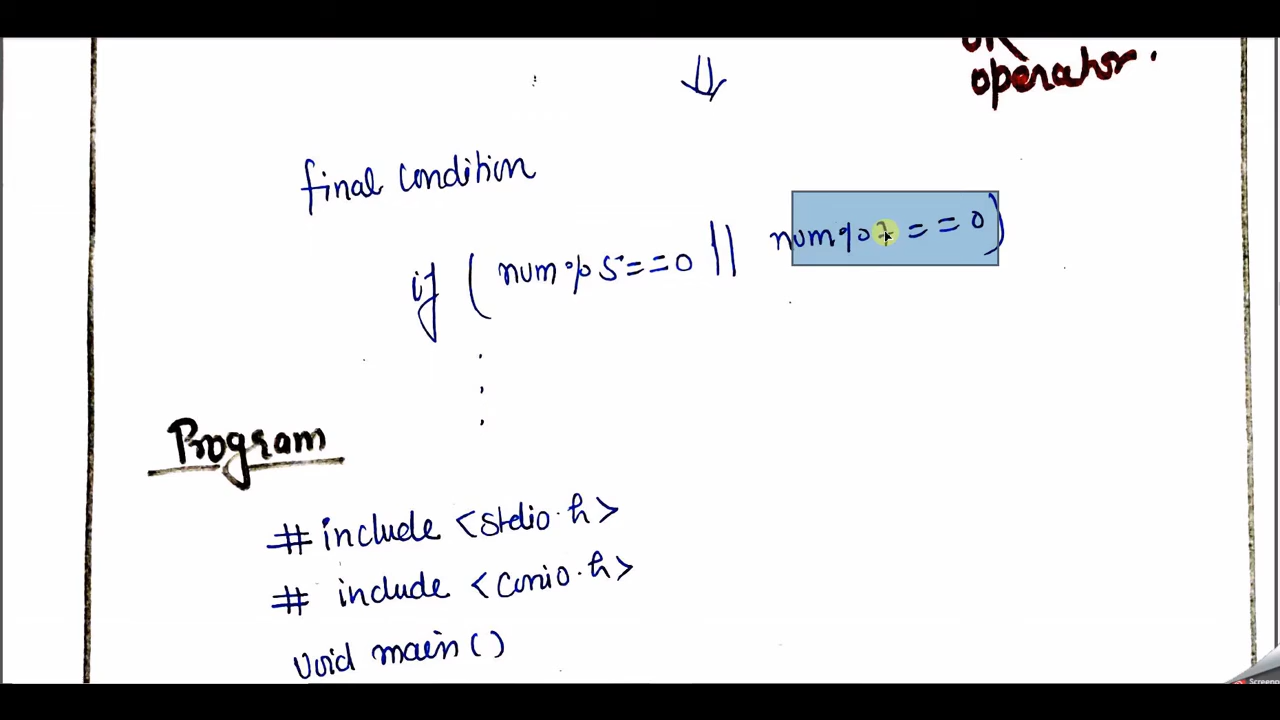 operator.
final condition
if (num%5==0 || num%7==0)
Program
# include <stdio.h>
# include <conio.h>
void main()